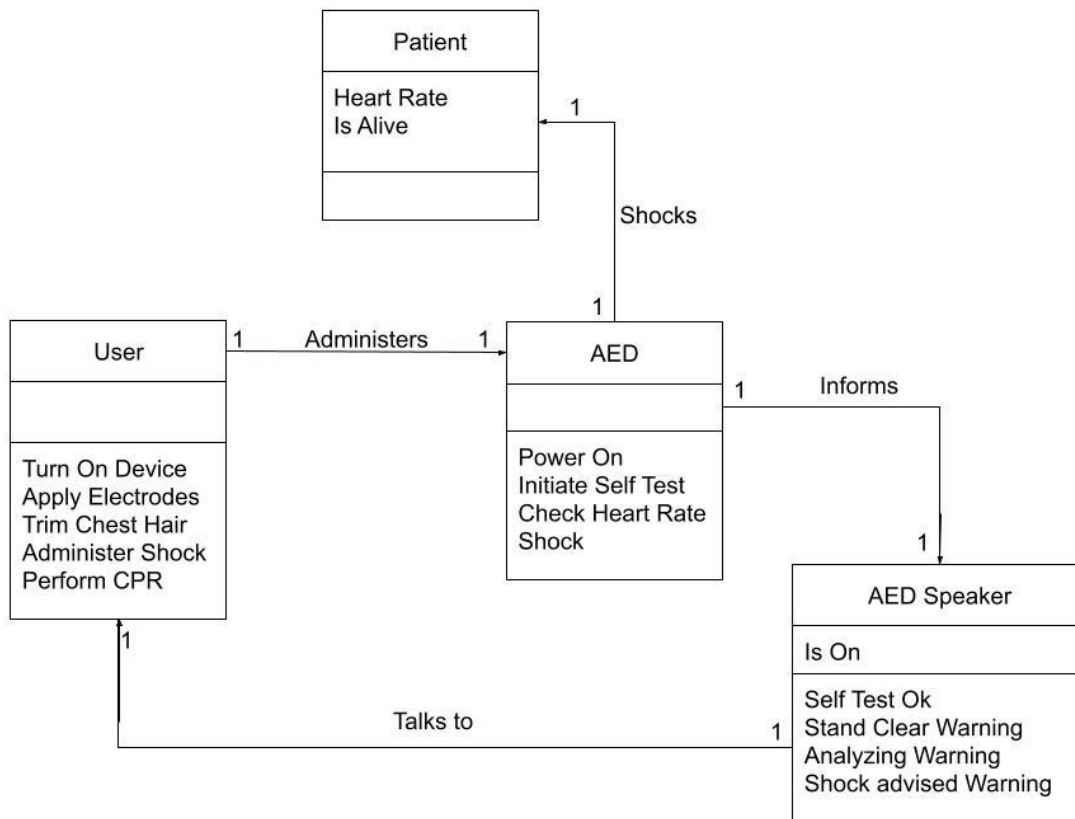 Patient
Heart Rate
Is Alive
1
Shocks
1
User
1
Administers
1
AED
1
Informs
Turn On Device
Apply Electrodes
Trim Chest Hair
Administer Shock
Perform CPR
Power On
Initiate Self Test
Check Heart Rate
Shock
1
AED Speaker
Is On
Self Test Ok
Stand Clear Warning
Analyzing Warning
Shock advised Warning
1
Talks to
1